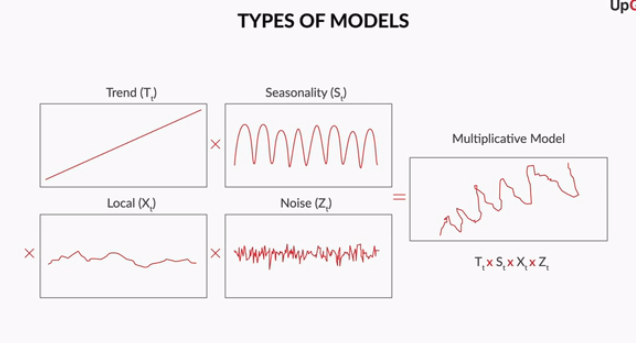 UpG
TYPES OF MODELS
Trend (Tₜ)
Seasonality (Sₜ)
×
Multiplicative Model
=
Local (Xₜ)
Noise (Zₜ)
×
×
Tₜ x Sₜ x Xₜ x Zₜ